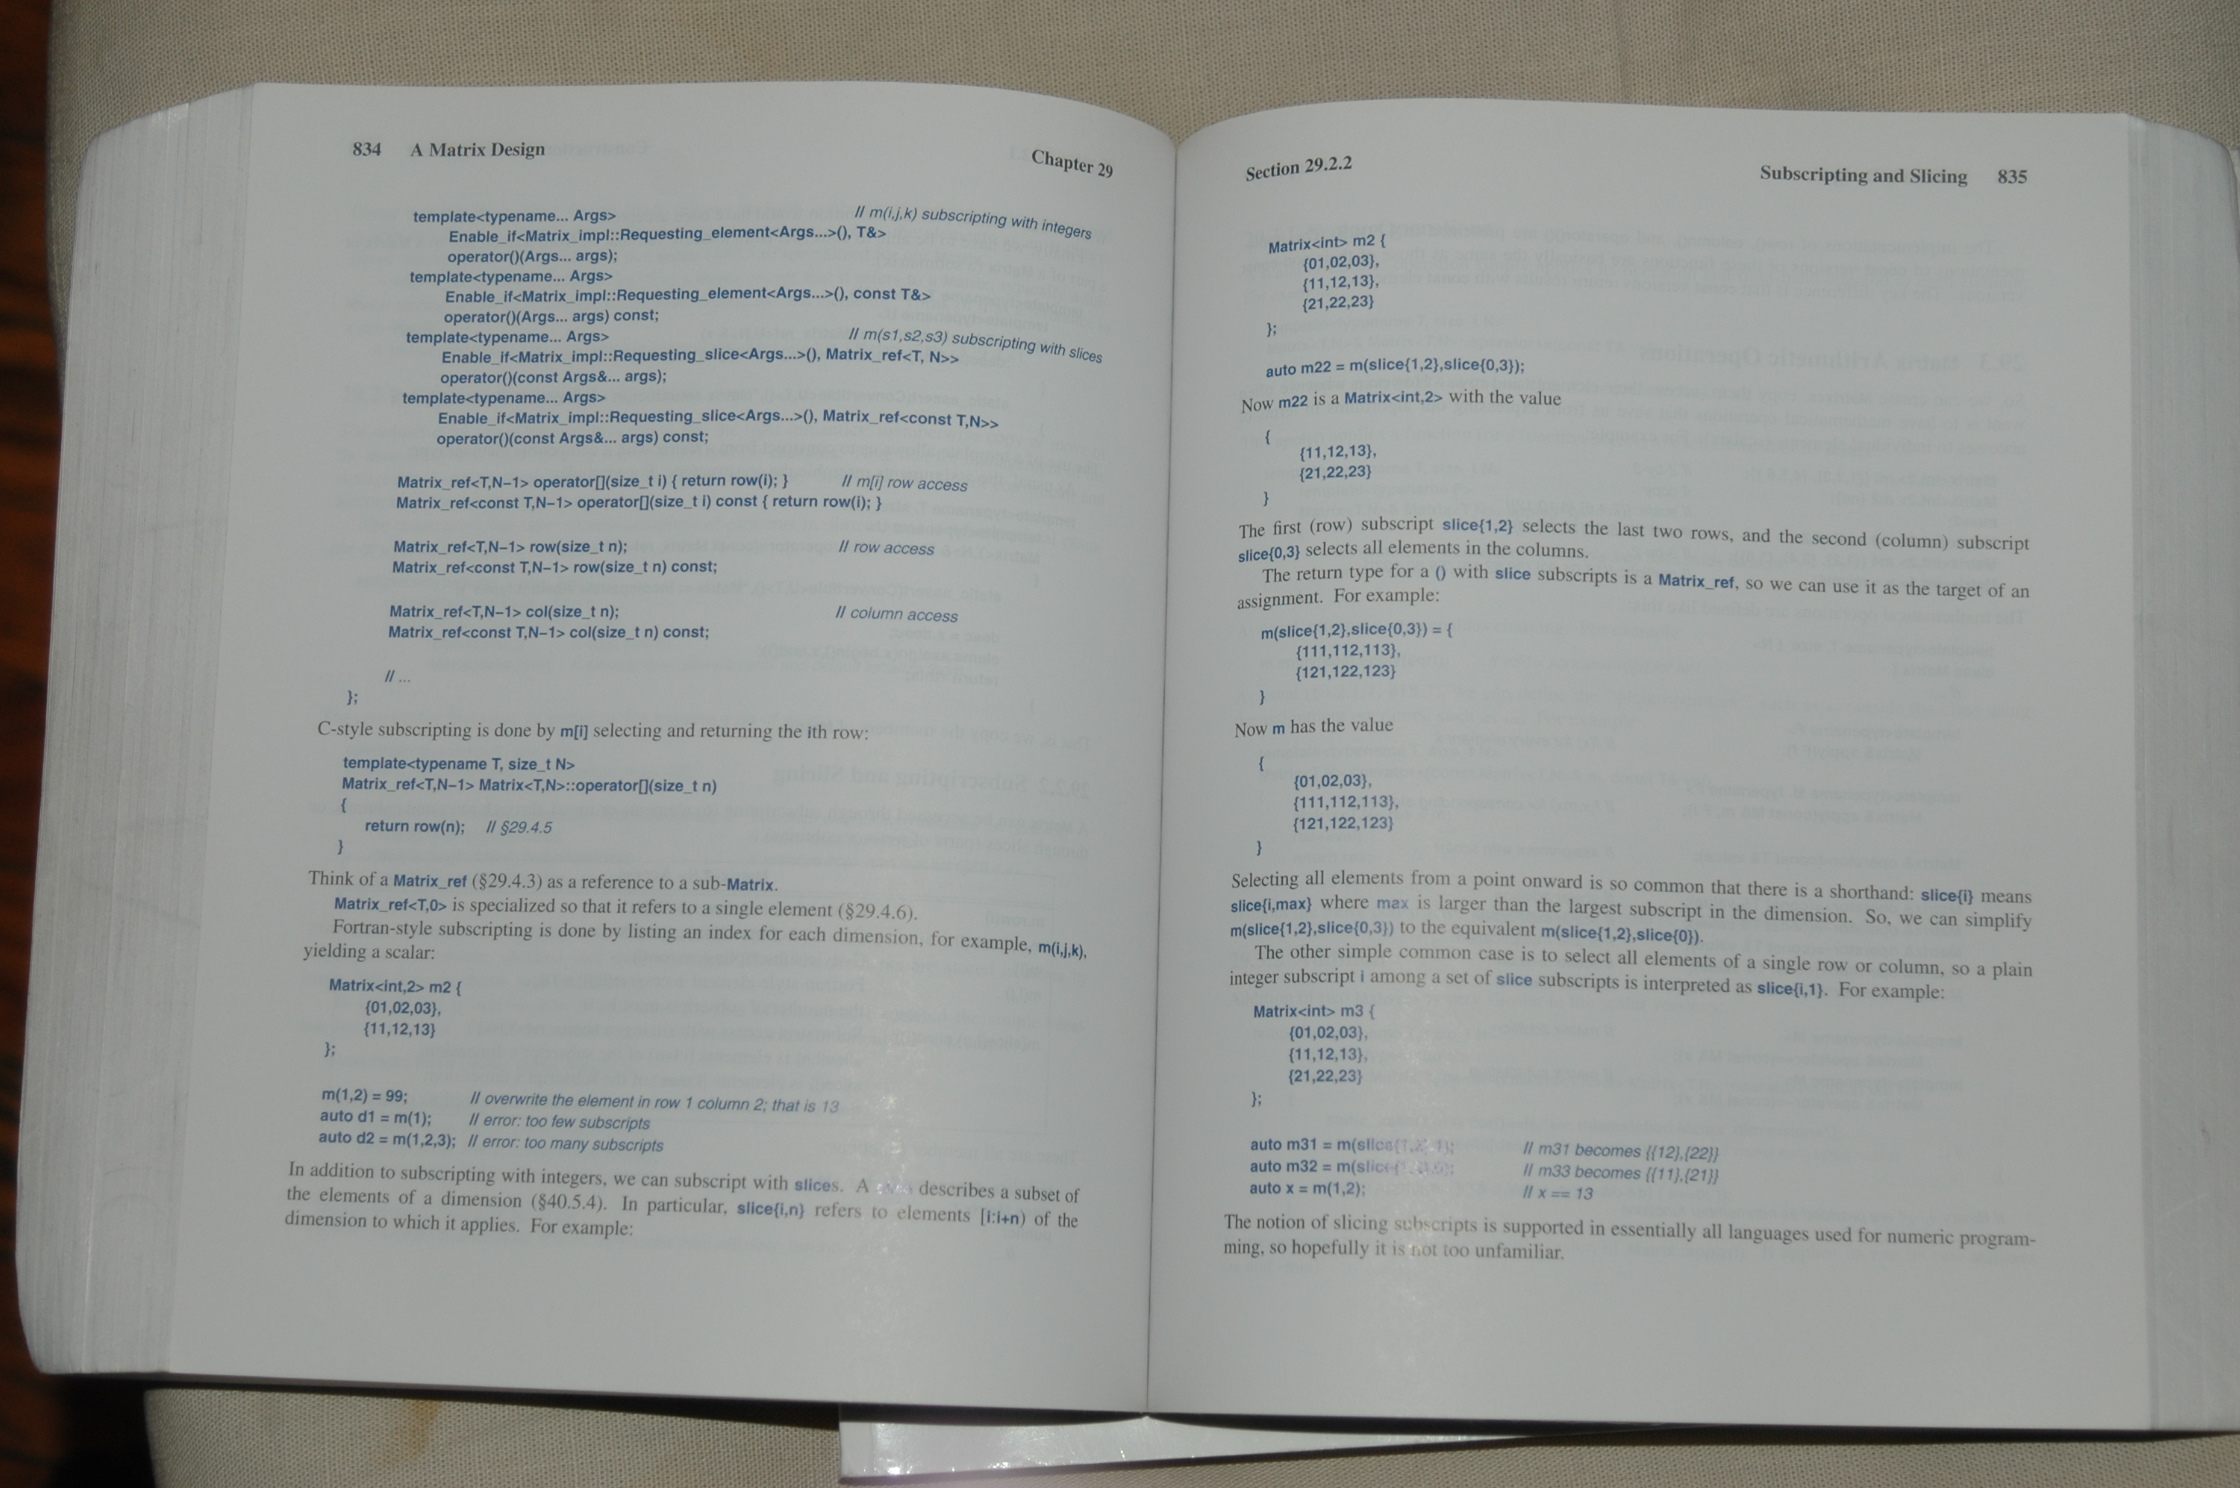 834 A Matrix Design Chapter 29
template<typename... Args> // m(i,j,k) subscripting with integers
Enable_if<Matrix_impl::Requesting_element<Args...>(), T&>
operator()(Args... args);
template<typename... Args>
Enable_if<Matrix_impl::Requesting_element<Args...>(), const T&>
operator()(Args... args) const;
template<typename... Args> // m(s1,s2,s3) subscripting with slices
Enable_if<Matrix_impl::Requesting_slice<Args...>(), Matrix_ref<T, N>>
operator()(const Args&... args);
template<typename... Args>
Enable_if<Matrix_impl::Requesting_slice<Args...>(), Matrix_ref<const T,N>>
operator()(const Args&... args) const;
Matrix_ref<T,N−1> operator[](size_t i) { return row(i); } // m[i] row access
Matrix_ref<const T,N−1> operator[](size_t i) const { return row(i); }
Matrix_ref<T,N−1> row(size_t n); // row access
Matrix_ref<const T,N−1> row(size_t n) const;
Matrix_ref<T,N−1> col(size_t n); // column access
Matrix_ref<const T,N−1> col(size_t n) const;
// ...
};
C-style subscripting is done by m[i] selecting and returning the ith row:
template<typename T, size_t N>
Matrix_ref<T,N−1> Matrix<T,N>::operator[](size_t n)
{
return row(n); // §29.4.5
}
Think of a Matrix_ref (§29.4.3) as a reference to a sub-Matrix.
Matrix_ref<T,0> is specialized so that it refers to a single element (§29.4.6).
Fortran-style subscripting is done by listing an index for each dimension, for example, m(i,j,k),
yielding a scalar:
Matrix<int,2> m2 {
{01,02,03},
{11,12,13}
};
m(1,2) = 99; // overwrite the element in row 1 column 2; that is 13
auto d1 = m(1); // error: too few subscripts
auto d2 = m(1,2,3); // error: too many subscripts
In addition to subscripting with integers, we can subscript with slices. A describes a subset of
the elements of a dimension (§40.5.4). In particular, slice{i,n} refers to elements [i:i+n) of the
dimension to which it applies. For example:
Section 29.2.2 Subscripting and Slicing 835
Matrix<int> m2 {
{01,02,03},
{11,12,13},
{21,22,23}
};
auto m22 = m(slice{1,2},slice{0,3});
Now m22 is a Matrix<int,2> with the value
{
{11,12,13},
{21,22,23}
}
The first (row) subscript slice{1,2} selects the last two rows, and the second (column) subscript
slice{0,3} selects all elements in the columns.
The return type for a () with slice subscripts is a Matrix_ref, so we can use it as the target of an
assignment. For example:
m(slice{1,2},slice{0,3}) = {
{111,112,113},
{121,122,123}
}
Now m has the value
{
{01,02,03},
{111,112,113},
{121,122,123}
}
Selecting all elements from a point onward is so common that there is a shorthand: slice{i} means
slice{i,max} where max is larger than the largest subscript in the dimension. So, we can simplify
m(slice{1,2},slice{0,3}) to the equivalent m(slice{1,2},slice{0}).
The other simple common case is to select all elements of a single row or column, so a plain
integer subscript i among a set of slice subscripts is interpreted as slice{i,1}. For example:
Matrix<int> m3 {
{01,02,03},
{11,12,13},
{21,22,23}
};
auto m31 = // m31 becomes {{12},{22}}
auto m32 = // m33 becomes {{11},{21}}
auto x = m(1,2); // x == 13
The notion of slicing subscripts is supported in essentially all languages used for numeric program-
ming, so hopefully it is not too unfamiliar.